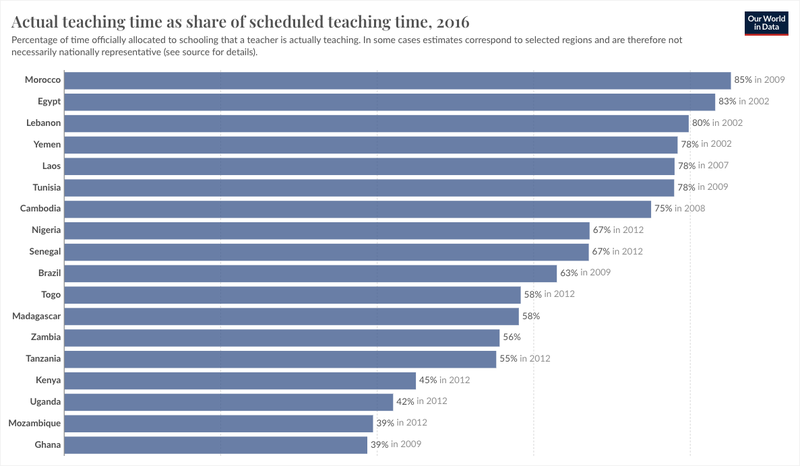 Actual teaching time as share of scheduled teaching time, 2016
Our World
in Data
Percentage of time officially allocated to schooling that a teacher is actually teaching. In some cases estimates correspond to selected regions and are therefore not
necessarily nationally representative (see source for details).
Morocco 85% in 2009
Egypt 83% in 2002
Lebanon 80% in 2002
Yemen 78% in 2002
Laos 78% in 2007
Tunisia 78% in 2009
Cambodia 75% in 2008
Nigeria 67% in 2012
Senegal 67% in 2012
Brazil 63% in 2009
Togo 58% in 2012
Madagascar 58%
Zambia 56%
Tanzania 55% in 2012
Kenya 45% in 2012
Uganda 42% in 2012
Mozambique 39% in 2012
Ghana 39% in 2009